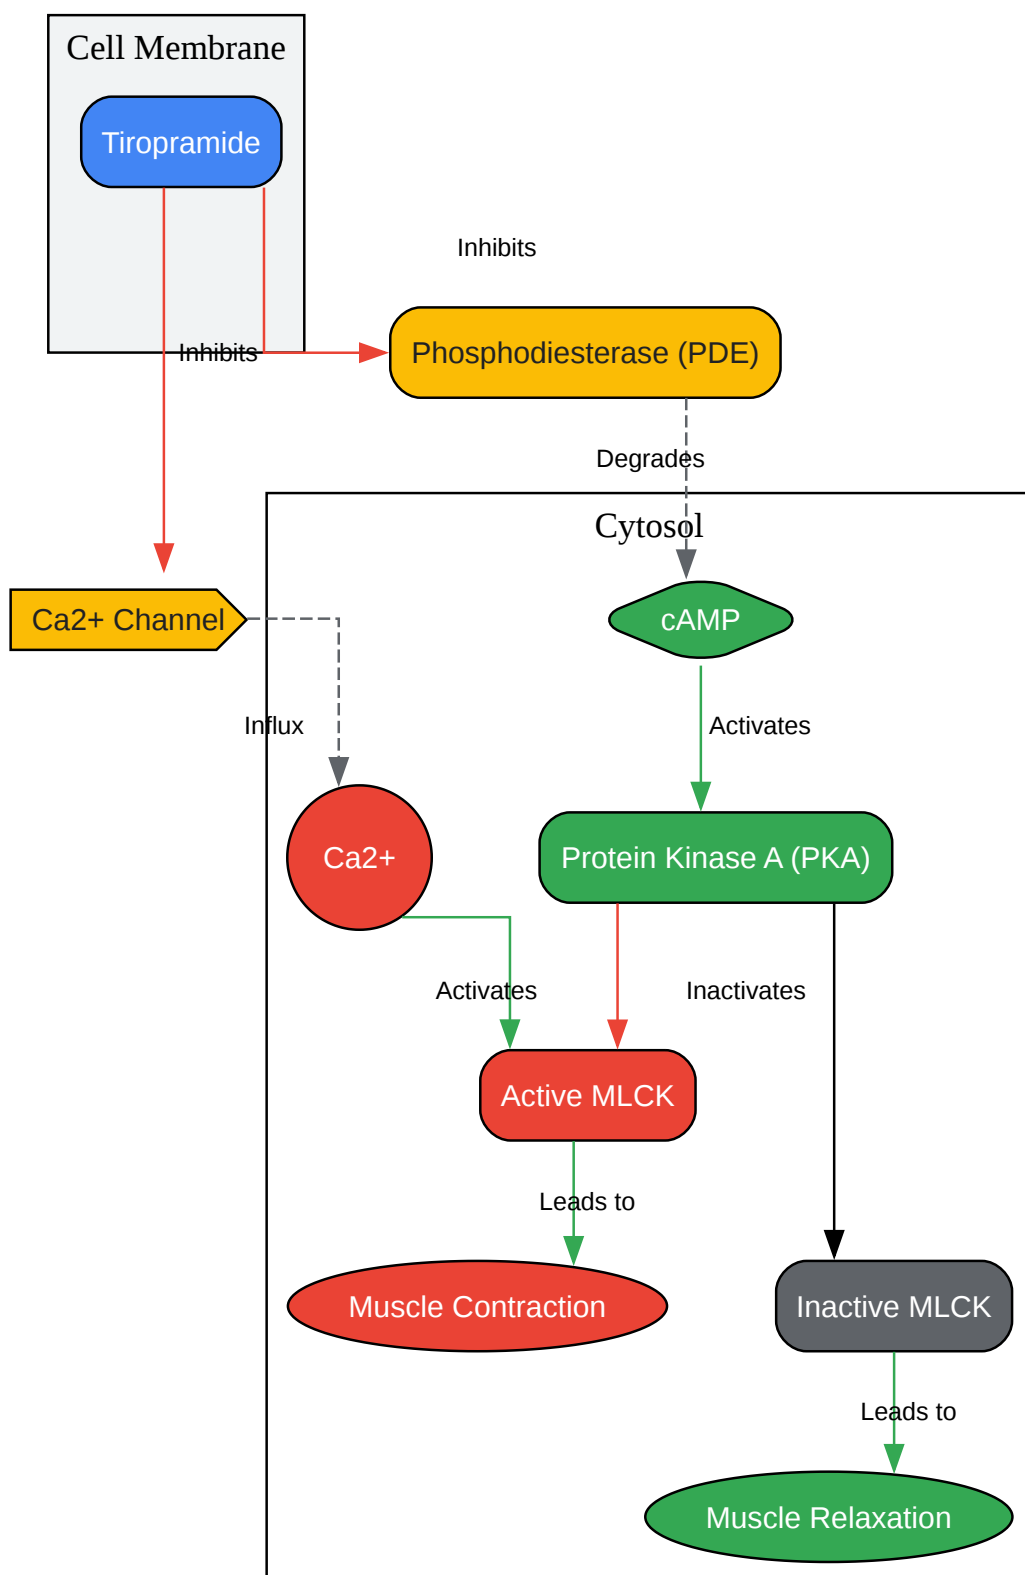 Cell Membrane
Tiropramide
Inhibits
Inhibits
Phosphodiesterase (PDE)
Degrades
Cytosol
Ca2+ Channel
cAMP
Influx
Activates
Ca2+
Protein Kinase A (PKA)
Activates
Inactivates
Active MLCK
Leads to
Muscle Contraction
Inactive MLCK
Leads to
Muscle Relaxation